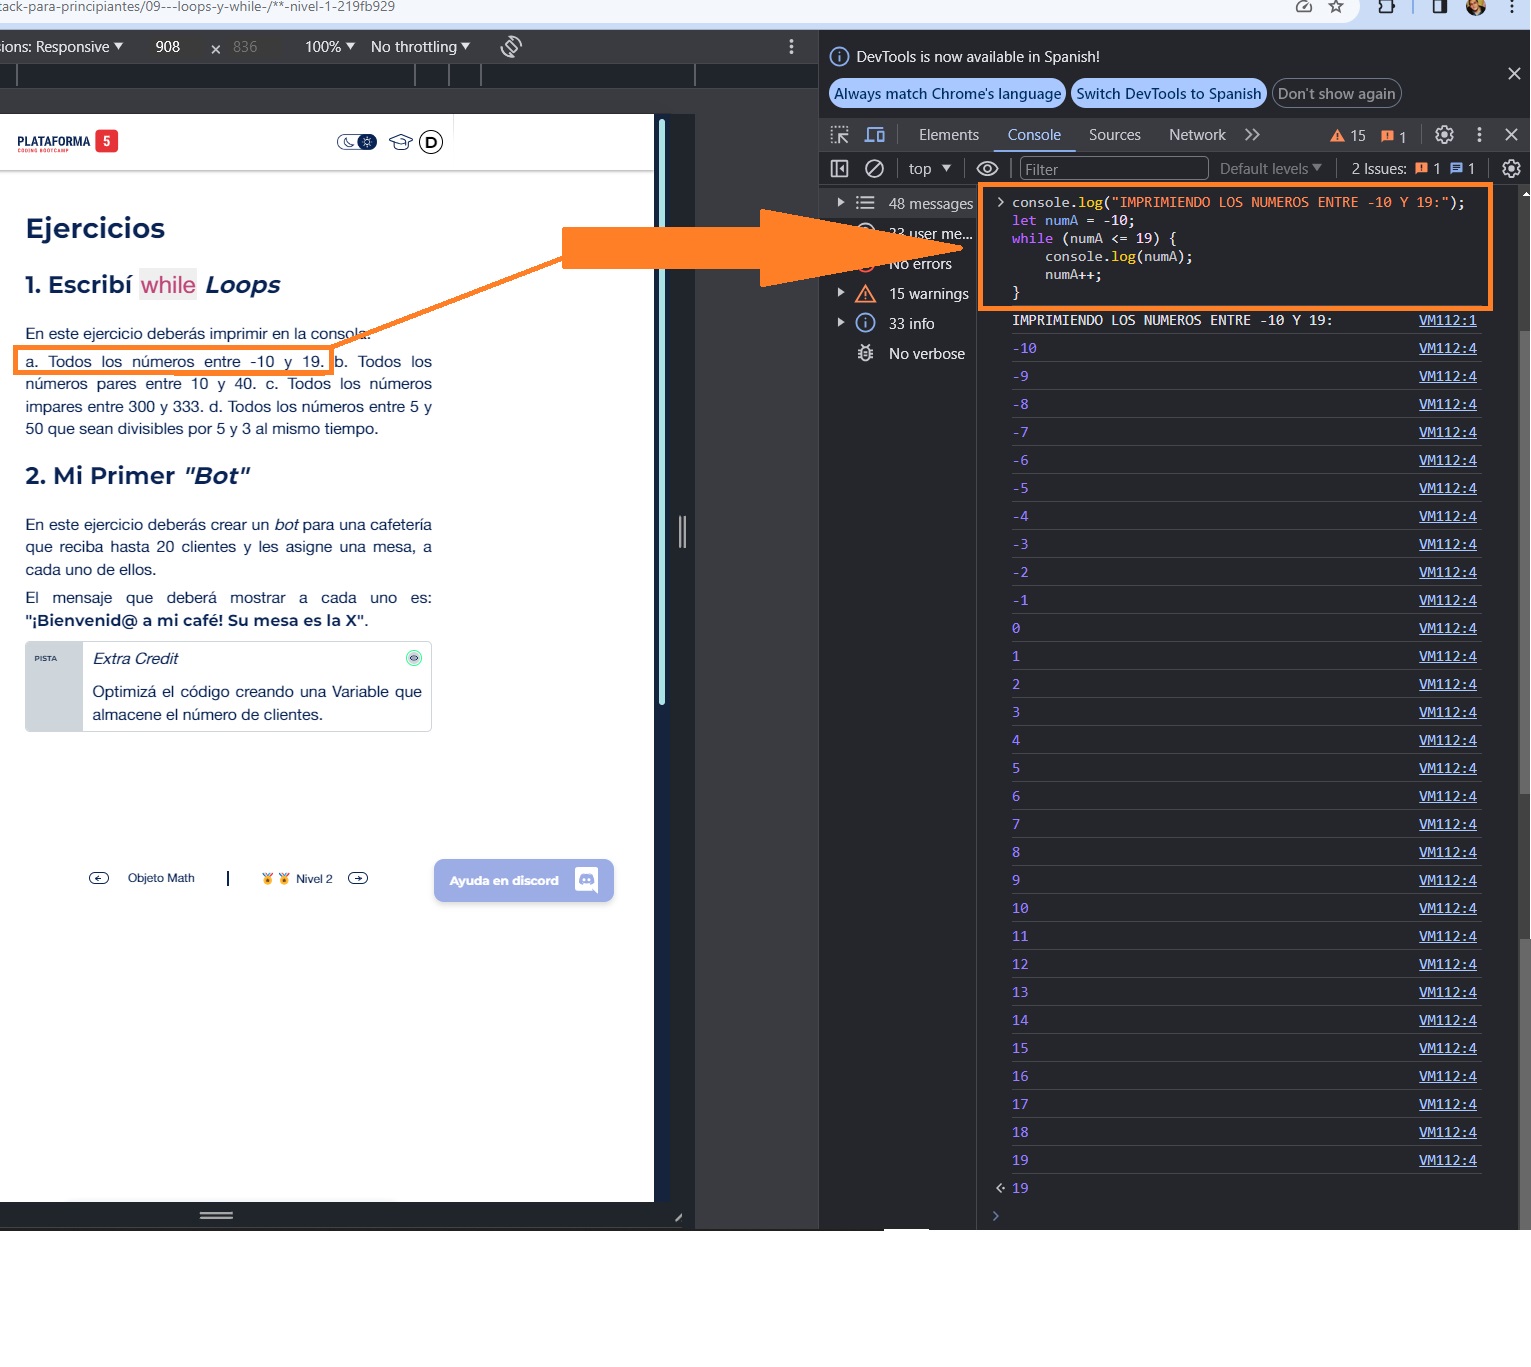 tack-para-principiantes/09---loops-y-while-/**-nivel-1-219fb929
ions: Responsive ▼ 908 × 836 100% ▼ No throttling ▼
PLATAFORMA 5
CODING BOOTCAMP
D
Ejercicios
1. Escribí while Loops
En este ejercicio deberás imprimir en la consola:
a. Todos los números entre -10 y 19. b. Todos los
números pares entre 10 y 40. c. Todos los números
impares entre 300 y 333. d. Todos los números entre 5 y
50 que sean divisibles por 5 y 3 al mismo tiempo.
2. Mi Primer "Bot"
En este ejercicio deberás crear un bot para una cafetería
que reciba hasta 20 clientes y les asigne una mesa, a
cada uno de ellos.
El mensaje que deberá mostrar a cada uno es:
"¡Bienvenid@ a mi café! Su mesa es la X".
PISTA
Extra Credit
Optimizá el código creando una Variable que
almacene el número de clientes.
Objeto Math | Nivel 2
Ayuda en discord
DevTools is now available in Spanish!
Always match Chrome's language Switch DevTools to Spanish Don't show again
Elements Console Sources Network 15 1
top ▼ Filter Default levels ▼ 2 Issues: 1 1
48 messages
33 user me...
No errors
15 warnings
33 info
No verbose
> console.log("IMPRIMIENDO LOS NUMEROS ENTRE -10 Y 19:");
let numA = -10;
while (numA <= 19) {
console.log(numA);
numA++;
}
IMPRIMIENDO LOS NUMEROS ENTRE -10 Y 19: VM112:1
-10 VM112:4
-9 VM112:4
-8 VM112:4
-7 VM112:4
-6 VM112:4
-5 VM112:4
-4 VM112:4
-3 VM112:4
-2 VM112:4
-1 VM112:4
0 VM112:4
1 VM112:4
2 VM112:4
3 VM112:4
4 VM112:4
5 VM112:4
6 VM112:4
7 VM112:4
8 VM112:4
9 VM112:4
10 VM112:4
11 VM112:4
12 VM112:4
13 VM112:4
14 VM112:4
15 VM112:4
16 VM112:4
17 VM112:4
18 VM112:4
19 VM112:4
19